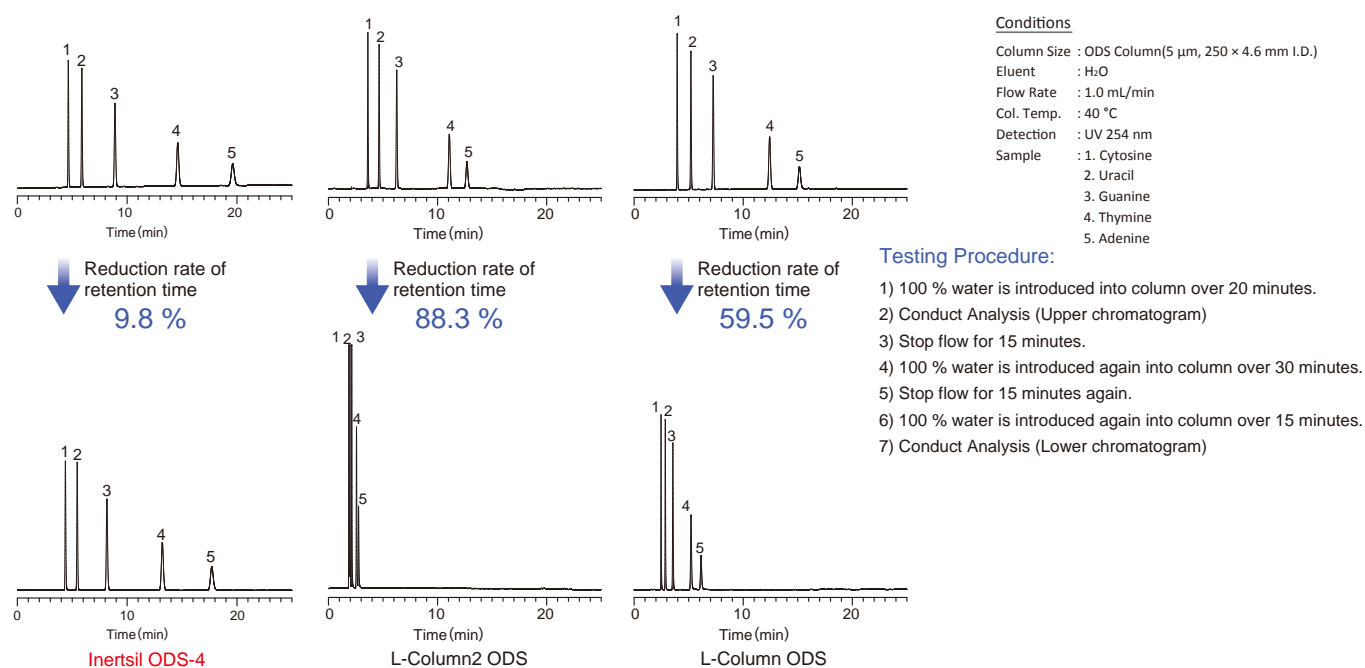 1
2
3
4
5
0
10
20
Time(min)
1
2
3
4
5
0
10
20
Time(min)
1
2
3
4
5
0
10
20
Time(min)
Conditions
Column Size : ODS Column(5 μm, 250 × 4.6 mm I.D.)
Eluent : H₂O
Flow Rate : 1.0 mL/min
Col. Temp. : 40 °C
Detection : UV 254 nm
Sample : 1. Cytosine
2. Uracil
3. Guanine
4. Thymine
5. Adenine
Reduction rate of
retention time
9.8 %
Reduction rate of
retention time
88.3 %
Reduction rate of
retention time
59.5 %
Testing Procedure:
1) 100 % water is introduced into column over 20 minutes.
2) Conduct Analysis (Upper chromatogram)
3) Stop flow for 15 minutes.
4) 100 % water is introduced again into column over 30 minutes.
5) Stop flow for 15 minutes again.
6) 100 % water is introduced again into column over 15 minutes.
7) Conduct Analysis (Lower chromatogram)
1
2
3
4
5
0
10
20
Time(min)
Inertsil ODS-4
1
2
3
4
5
0
10
20
Time(min)
L-Column2 ODS
1
2
3
4
5
0
10
20
Time(min)
L-Column ODS